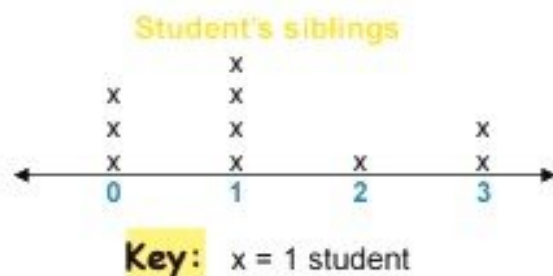 Student's siblings
x
x x
x x x
x x x x
0 1 2 3
Key: x = 1 student